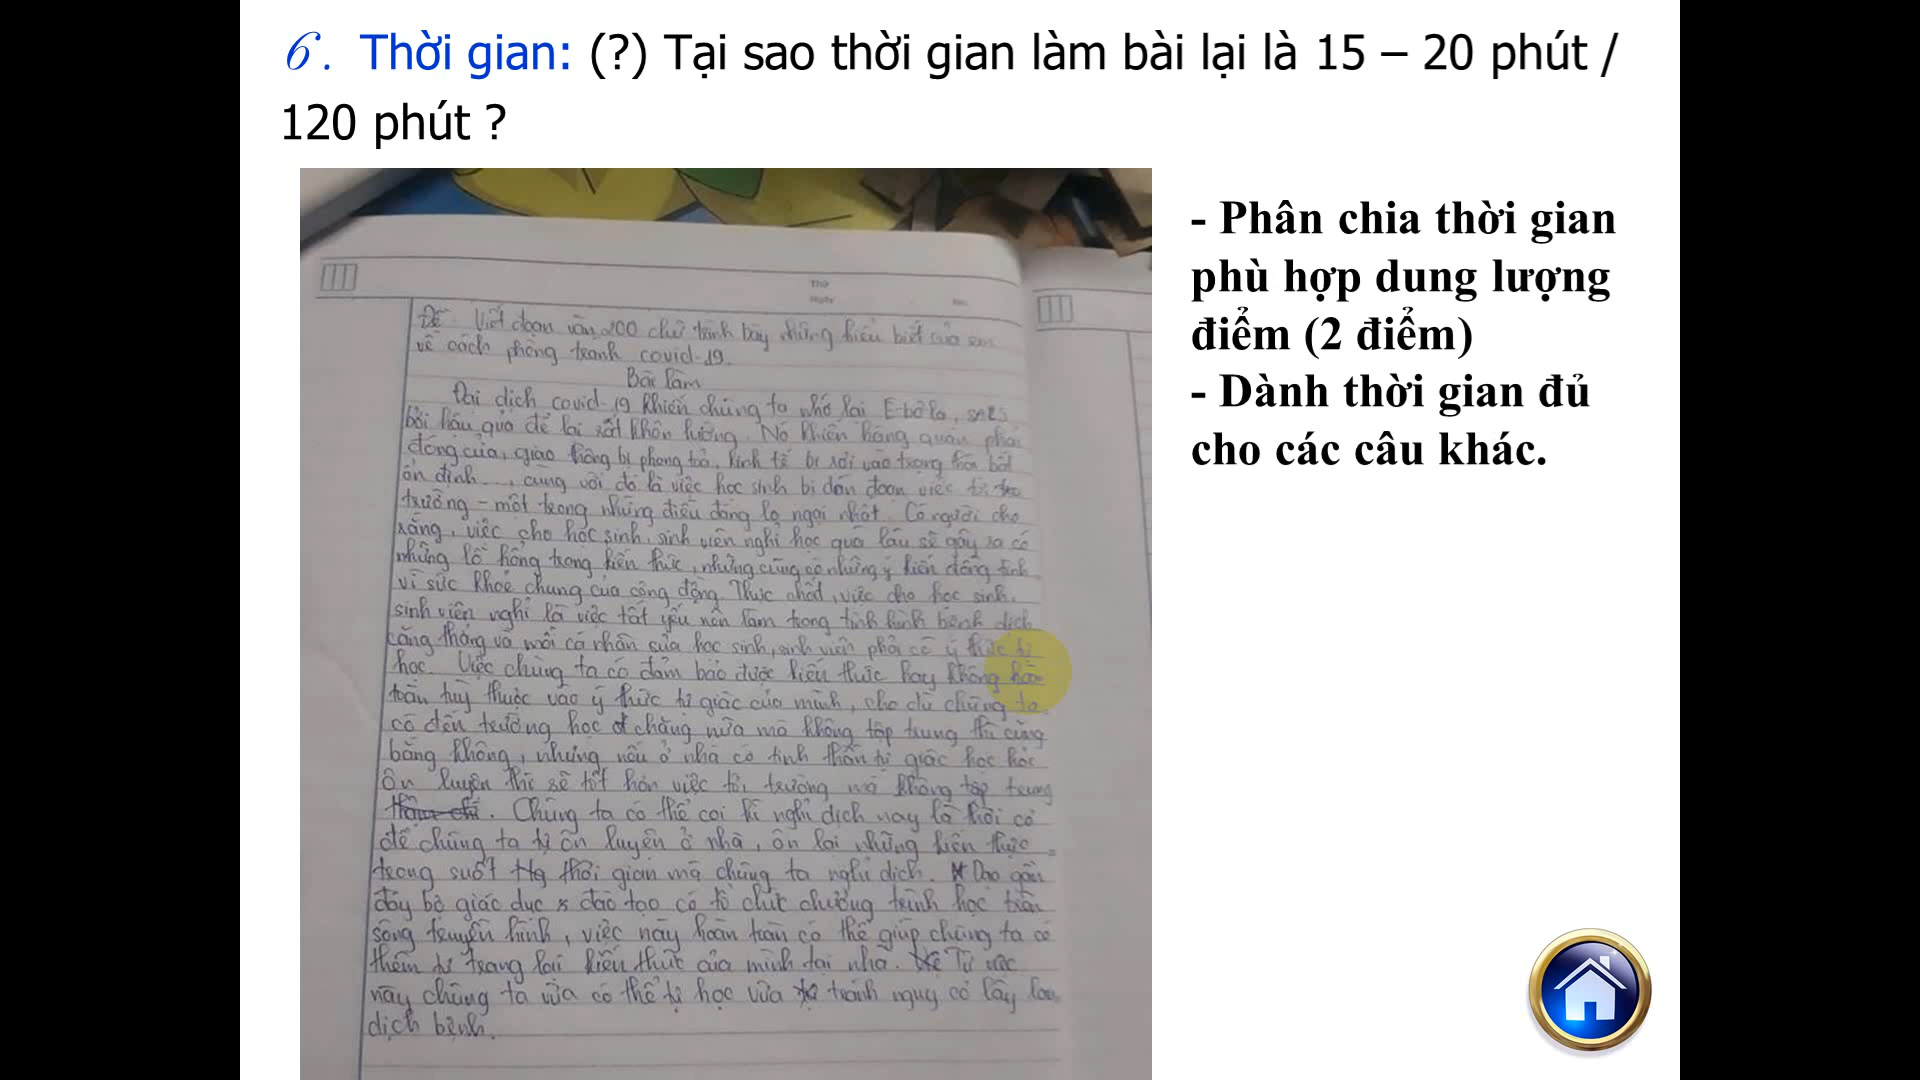 6. Thời gian: (?) Tại sao thời gian làm bài lại là 15 – 20 phút /
120 phút ?
- Phân chia thời gian
phù hợp dung lượng
điểm (2 điểm)
- Dành thời gian đủ
cho các câu khác.
Thứ
Ngày
Đề: Viết đoạn văn 200 chữ trình bày những hiểu biết của em
về cách phòng tranh covid-19.
Bài làm
Đại dịch covid-19 khiến chúng ta nhớ lại E-bô-la, SARS
bởi hậu quả để lại rất khôn lường. Nó khiến hàng quán phải
đóng cửa, giao thông bị phong toả, kinh tế bị rơi vào trạng thái bất
ổn định..., cùng với đó là việc học sinh bị dán đoạn việc tới
trường - một trong những điều đáng lo ngại nhất. Có người cho
rằng, việc cho học sinh, sinh viên nghỉ học quá lâu sẽ gây ra có
những lỗ hổng trong kiến thức, nhưng cũng có những ý kiến đồng tình
vì sức khoẻ chung của cộng động. Thực chất, việc cho học sinh,
sinh viên nghỉ là việc tất yếu nên làm trong tình hình bệnh dịch
căng thẳng và mỗi cá nhân của học sinh, sinh viên phải có ý thức tự
học. Việc chúng ta có đảm bảo được kiến thức hay không hoàn
toàn tuỳ thuộc vào ý thức tự giác của mình, cho dù chúng ta
có đến trường học chăng nữa mà không tập trung thì cũng
bằng không, nhưng nếu ở nhà có tinh thần tự giác học hỏi
ôn luyện thì sẽ tốt hơn việc tới trường mà không tập trung
. Chúng ta có thể coi kì nghỉ dịch này là thời cơ
để chúng ta tự ôn luyện ở nhà, ôn lại những kiến thức
trong suốt thời gian mà chúng ta nghỉ dịch. Dạo gần
đây bộ giác dục & đào tạo có tổ chức chương trình học trên
sóng truyền hình, việc này hoàn toàn có thể giúp chúng ta có
thêm tự trang lại kiến thức của mình tại nhà. Từ việc
này chúng ta vừa có thể tự học vừa tránh nguy cơ lây lan
dịch bệnh.